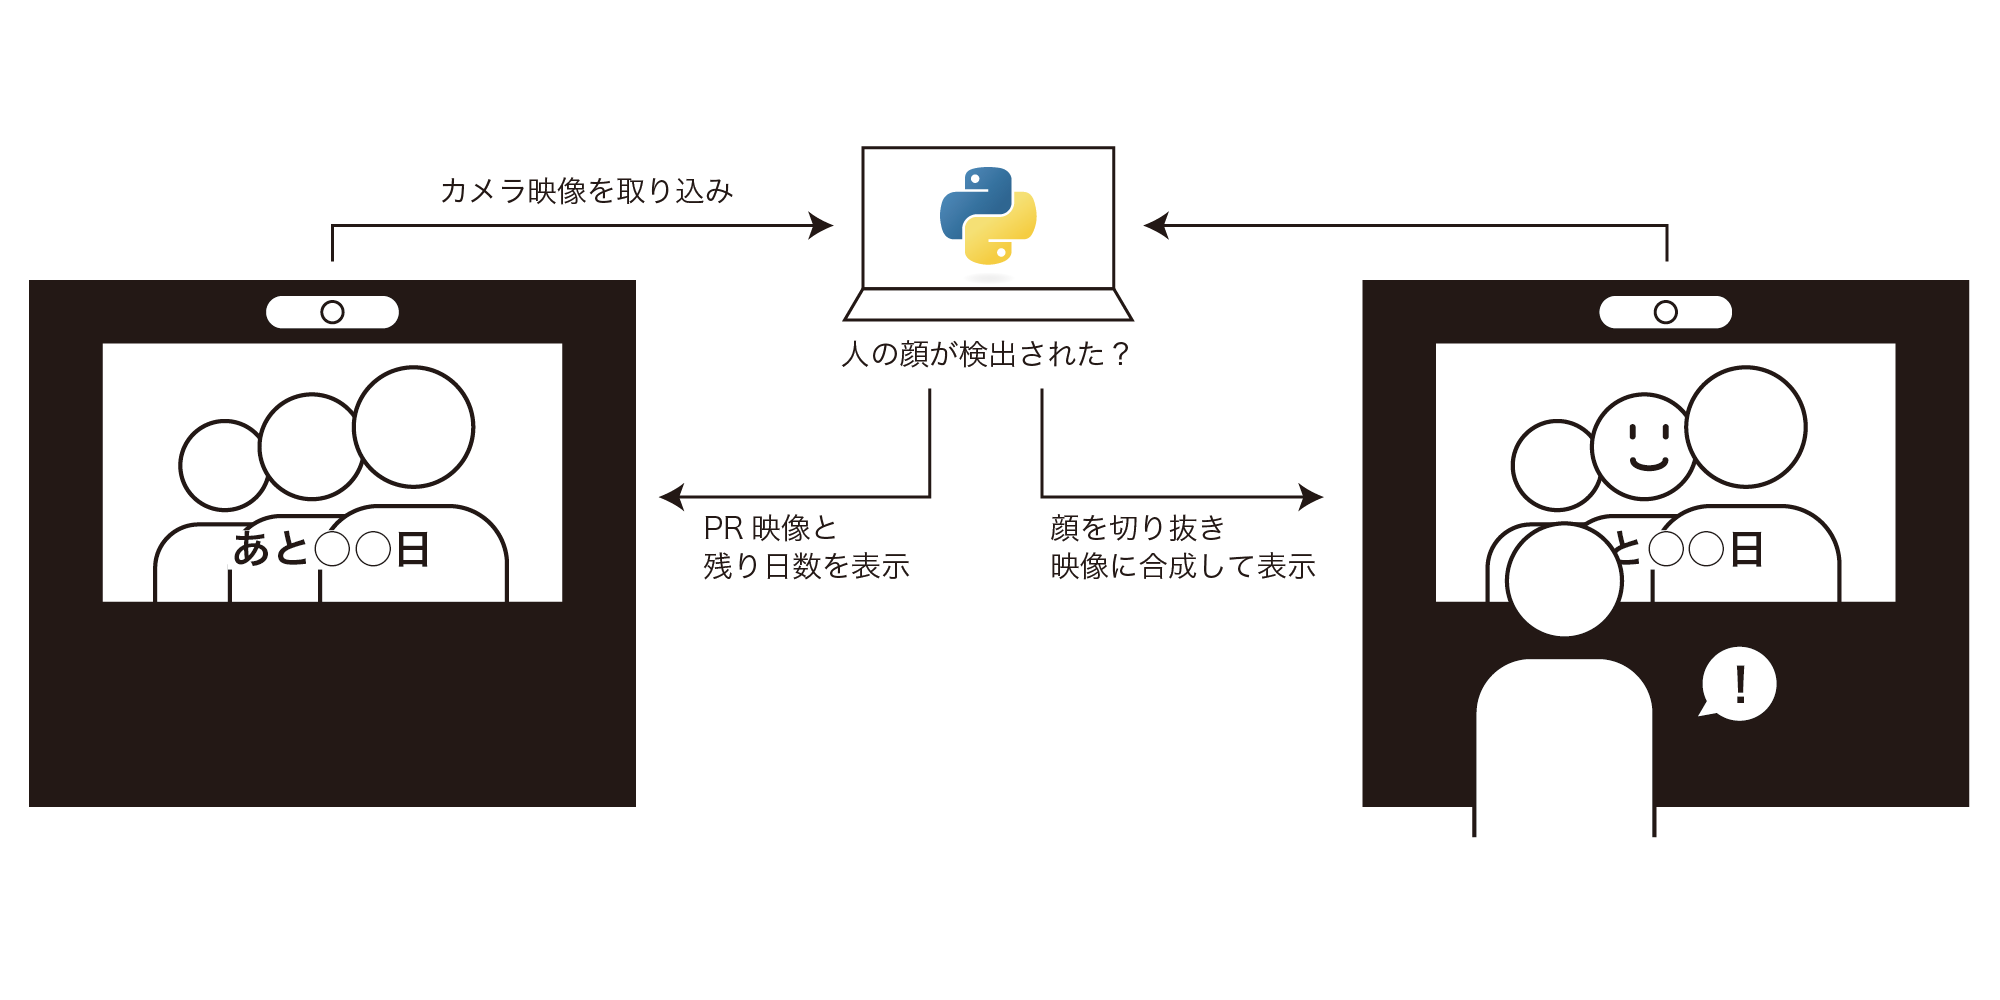 カメラ映像を取り込み
人の顔が検出された?
あと◯◯日
PR 映像と
残り日数を表示
顔を切り抜き
映像に合成して表示
と◯◯日
!